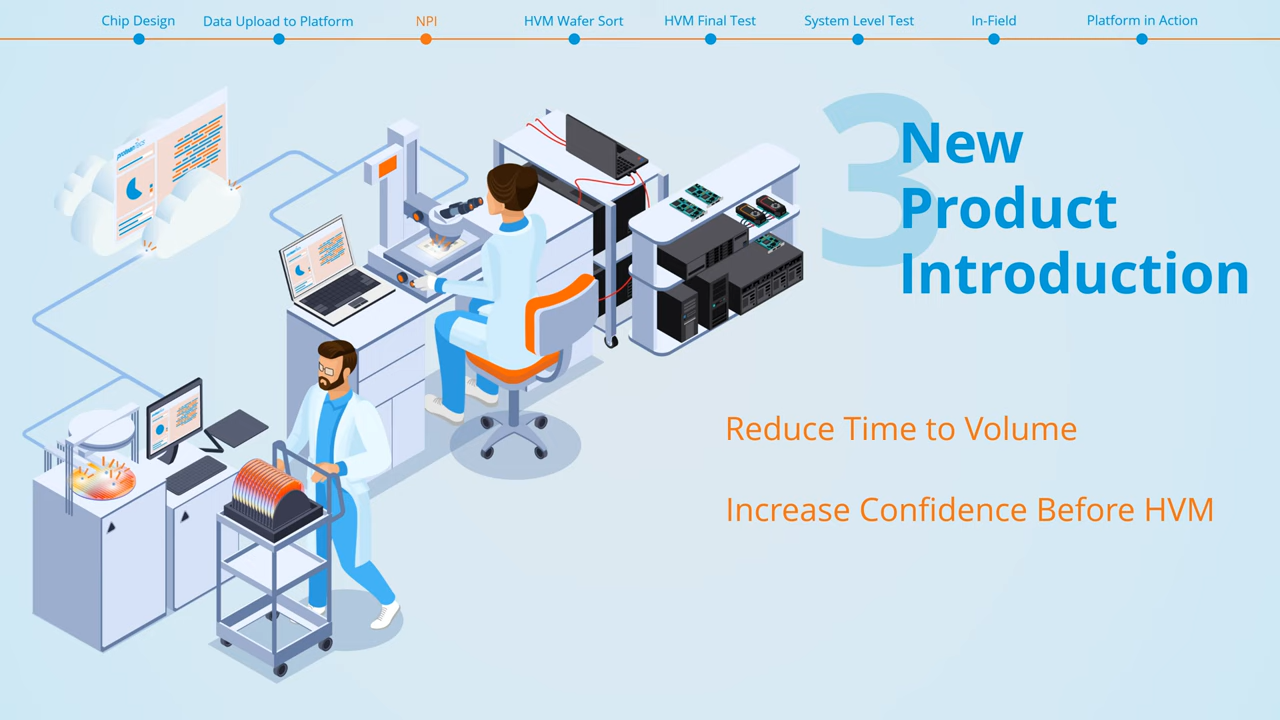 Chip Design
Data Upload to Platform
NPI
HVM Wafer Sort
HVM Final Test
System Level Test
In-Field
Platform in Action
3
New
Product
Introduction
Reduce Time to Volume
Increase Confidence Before HVM
proteanTecs